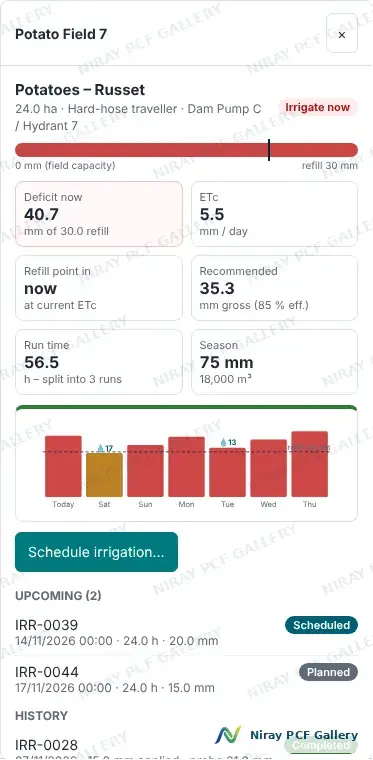 Potato Field 7
×
Potatoes – Russet
24.0 ha · Hard-hose traveller · Dam Pump C
/ Hydrant 7
Irrigate now
0 mm (field capacity)
refill 30 mm
Deficit now
40.7
mm of 30.0 refill
ETc
5.5
mm / day
Refill point in
now
at current ETc
Recommended
35.3
mm gross (85 % eff.)
Run time
56.5
h – split into 3 runs
Season
75 mm
18,000 m³
17
13
Today
Sat
Sun
Mon
Tue
Wed
Thu
Schedule irrigation…
UPCOMING (2)
IRR-0039
Scheduled
14/11/2026 00:00 · 24.0 h · 20.0 mm
IRR-0044
Planned
17/11/2026 00:00 · 24.0 h · 15.0 mm
HISTORY
IRR-0028
Completed
Niray PCF Gallery
NIRAY PCF GALLERY